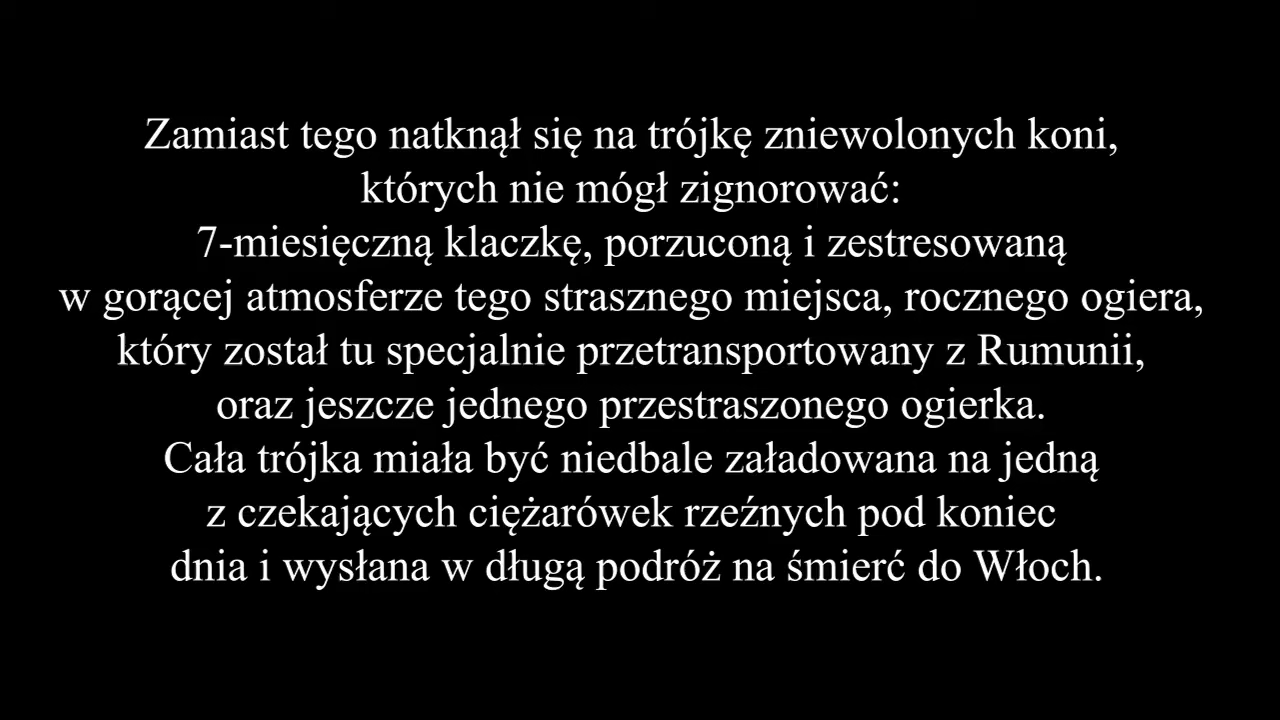 Zamiast tego natknął się na trójkę zniewolonych koni,
których nie mógł zignorować:
7-miesięczną klaczkę, porzuconą i zestresowaną
w gorącej atmosferze tego strasznego miejsca, rocznego ogiera,
który został tu specjalnie przetransportowany z Rumunii,
oraz jeszcze jednego przestraszonego ogierka.
Cała trójka miała być niedbale załadowana na jedną
z czekających ciężarówek rzeźnych pod koniec
dnia i wysłana w długą podróż na śmierć do Włoch.